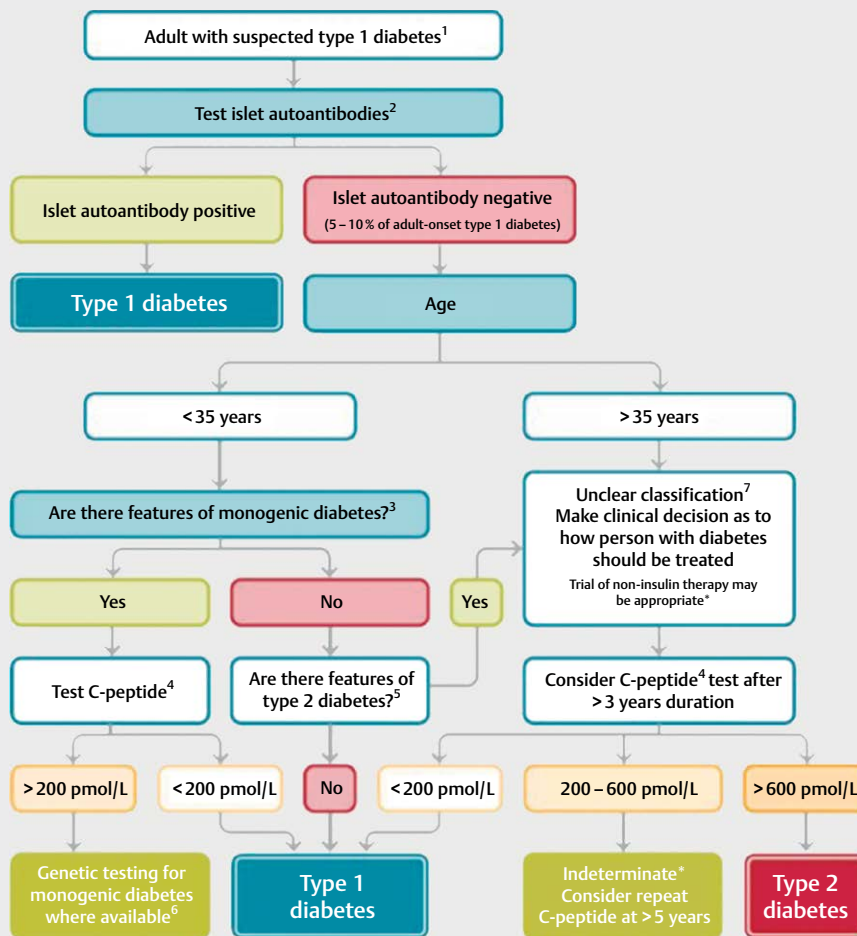 Adult with suspected type 1 diabetes1
Test islet autoantibodies2
Islet autoantibody positive
Islet autoantibody negative
(5 – 10 % of adult-onset type 1 diabetes)
Type 1 diabetes
Age
< 35 years
> 35 years
Are there features of monogenic diabetes?3
Unclear classification7
Make clinical decision as to
how person with diabetes
should be treated
Trial of non-insulin therapy may
be appropriate*
Yes
No
Yes
Test C-peptide4
Are there features of
type 2 diabetes?5
Consider C-peptide4 test after
> 3 years duration
> 200 pmol/L
< 200 pmol/L
No
< 200 pmol/L
200 – 600 pmol/L
> 600 pmol/L
Genetic testing for
monogenic diabetes
where available6
Type 1
diabetes
Indeterminate*
Consider repeat
C-peptide at > 5 years
Type 2
diabetes